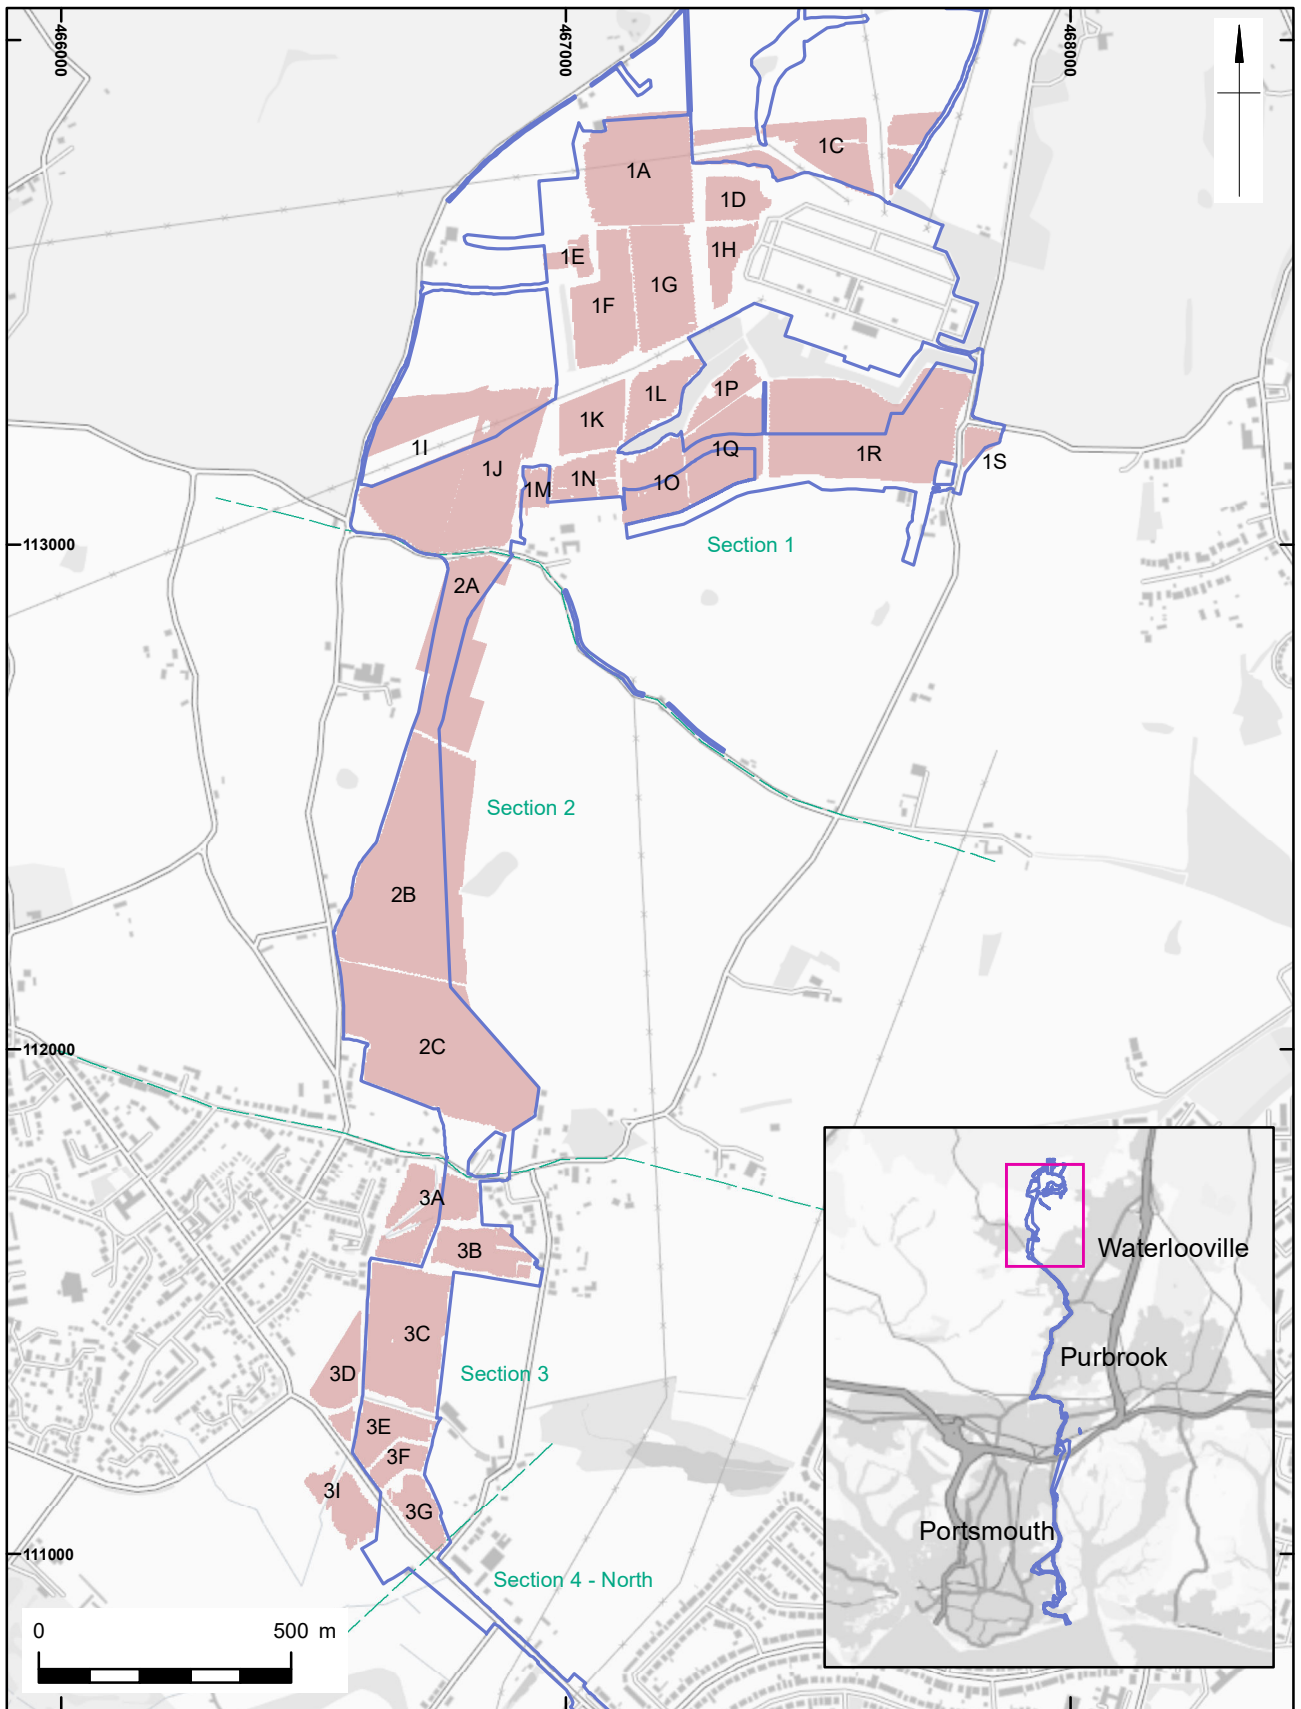 466000
467000
468000
1A
1C
1D
1E
1H
1G
1F
1P
1L
1K
1I
1J
1Q
1R
1S
1N
1O
1M
113000
Section 1
2A
Section 2
2B
2C
112000
3A
3B
3C
3D
Section 3
3E
3F
3I
3G
111000
Section 4 - North
0 500 m
Waterlooville
Purbrook
Portsmouth